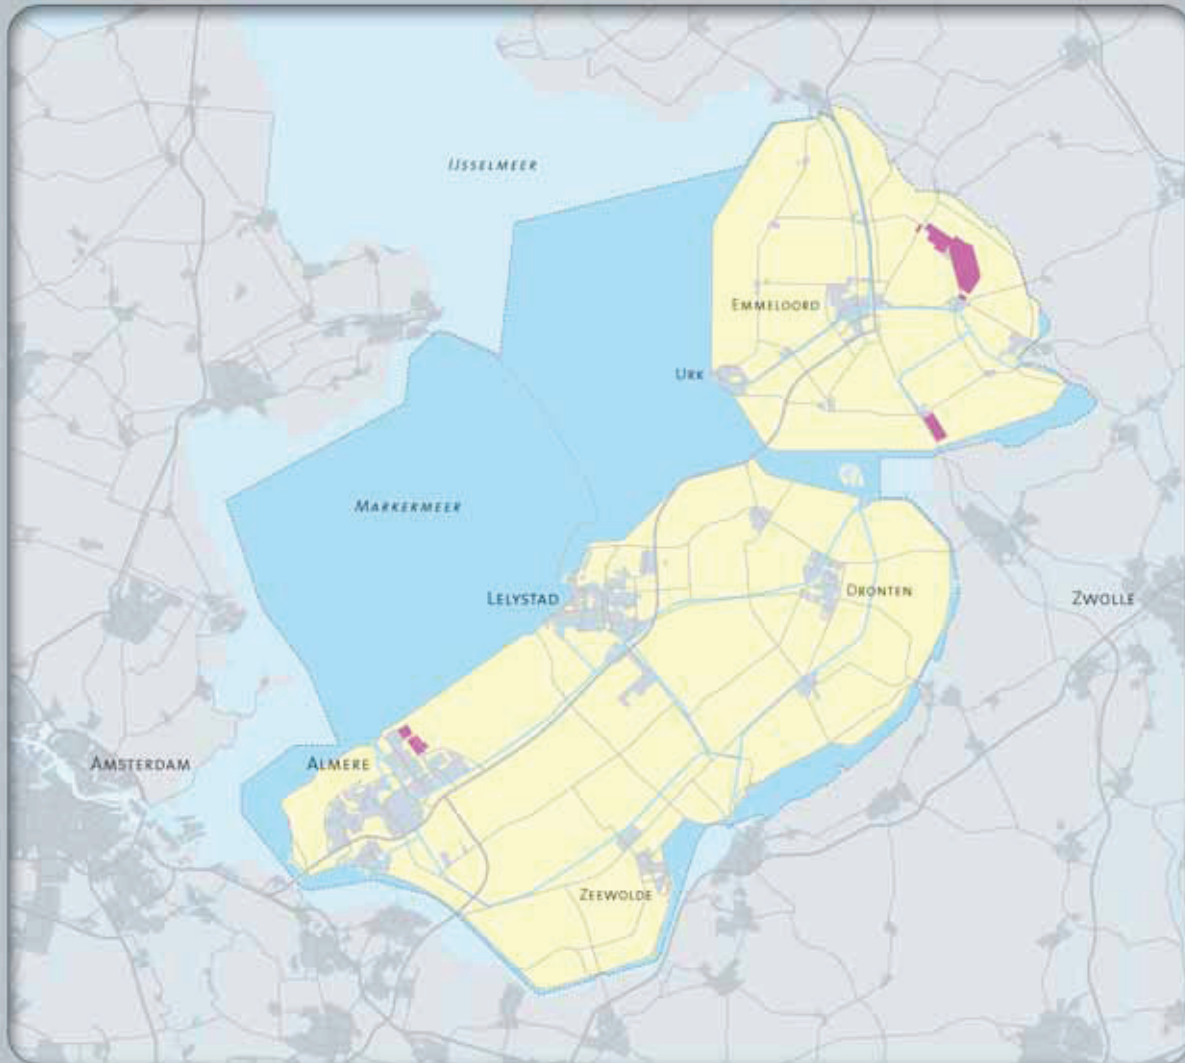 IJSSELMEER
EMMELOORD
URK
MARKERMEER
LELYSTAD
DRONTEN
ZWOLLE
AMSTERDAM
ALMERE
ZEEWOLDE